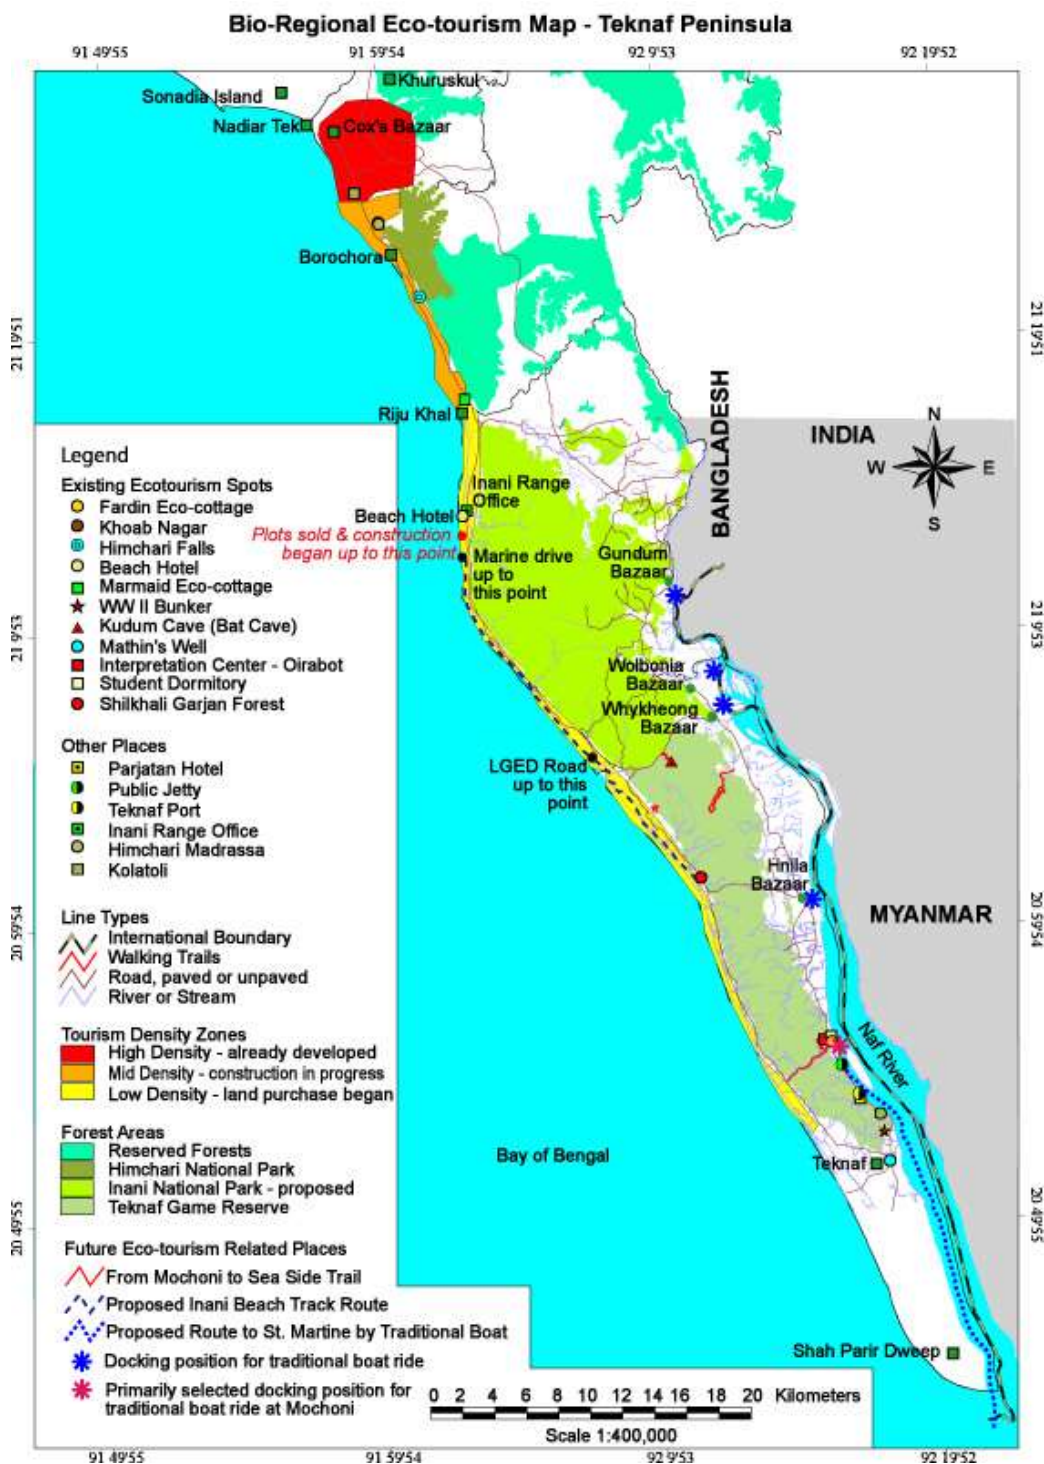 Bio-Regional Eco-tourism Map - Teknaf Peninsula
91 49'55
91 59'54
92 9'53
92 19'52
Khuruskul
Sonadia Island
Nadiar Tek
Cox's Bazaar
Borochora
21 19'51
21 19'51
Riju Khal
BANGLADESH
INDIA
N
W
E
S
Inani Range
Office
Beach Hotel
Plots sold & construction
began up to this point
Marine drive
up to
this point
Gundum
Bazaar
21 9'53
21 9'53
Wolbonia
Bazaar
Whykheong
Bazaar
LGED Road
up to this
point
Hnila
Bazaar
MYANMAR
20 59'54
20 59'54
Naf River
Bay of Bengal
Teknaf
20 49'55
20 49'55
Shah Parir Dweep
Legend
Existing Ecotourism Spots
Fardin Eco-cottage
Khoab Nagar
Himchari Falls
Beach Hotel
Marmaid Eco-cottage
WW II Bunker
Kudum Cave (Bat Cave)
Mathin's Well
Interpretation Center - Oirabot
Student Dormitory
Shilkhali Garjan Forest
Other Places
Parjatan Hotel
Public Jetty
Teknaf Port
Inani Range Office
Himchari Madrassa
Kolatoli
Line Types
International Boundary
Walking Trails
Road, paved or unpaved
River or Stream
Tourism Density Zones
High Density - already developed
Mid Density - construction in progress
Low Density - land purchase began
Forest Areas
Reserved Forests
Himchari National Park
Inani National Park - proposed
Teknaf Game Reserve
Future Eco-tourism Related Places
From Mochoni to Sea Side Trail
Proposed Inani Beach Track Route
Proposed Route to St. Martine by Traditional Boat
Docking position for traditional boat ride
Primarily selected docking position for
traditional boat ride at Mochoni
0 2 4 6 8 10 12 14 16 18 20 Kilometers
Scale 1:400,000
91 49'55
91 59'54
92 9'53
92 19'52